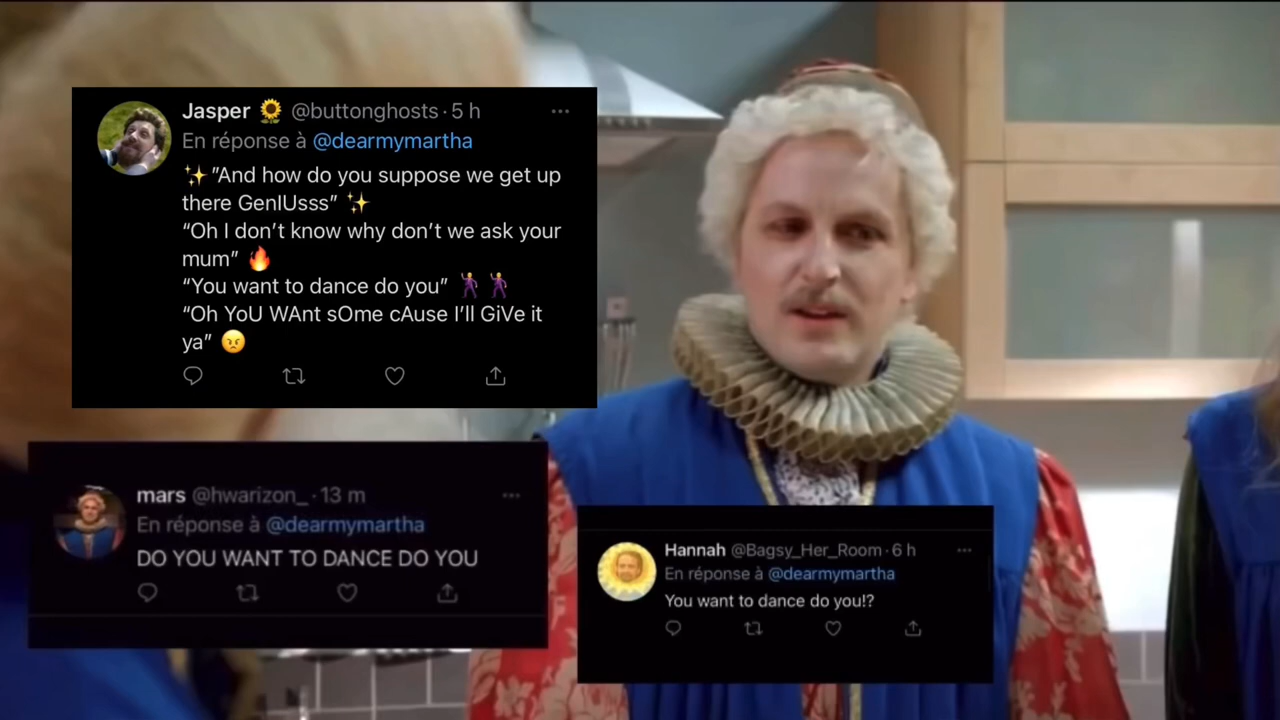 Jasper 🌻 @buttonghosts · 5 h
En réponse à @dearmymartha
✨"And how do you suppose we get up
there GenIUsss” ✨
“Oh I don’t know why don’t we ask your
mum” 🔥
“You want to dance do you” 🕺🕺
“Oh YoU WAnt sOme cAuse I’ll GiVe it
ya” 😠
mars @hwarizon_ · 13 m
En réponse à @dearmymartha
DO YOU WANT TO DANCE DO YOU
Hannah @Bagsy_Her_Room · 6 h
En réponse à @dearmymartha
You want to dance do you!?